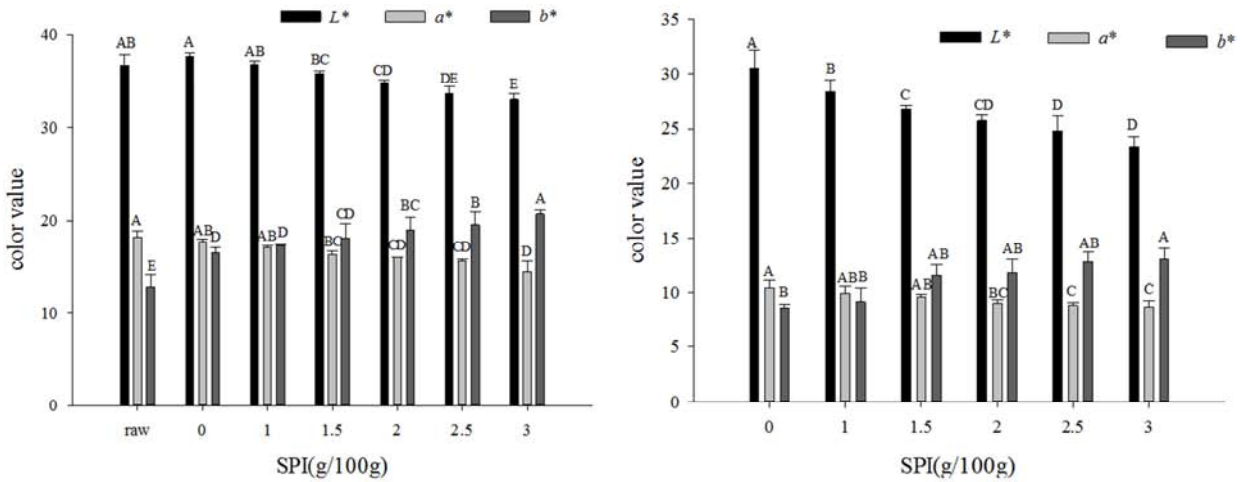 L* a* b*
40
30
20
10
0
color value
AB A AB BC CD DE E
A AB AB BC CD CD D
E D D CD BC B A
raw 0 1 1.5 2 2.5 3
SPI(g/100g)
L* a* b*
35
30
25
20
15
10
5
0
color value
A B C CD D D
A AB AB BC C C
B B AB AB AB A
0 1 1.5 2 2.5 3
SPI(g/100g)